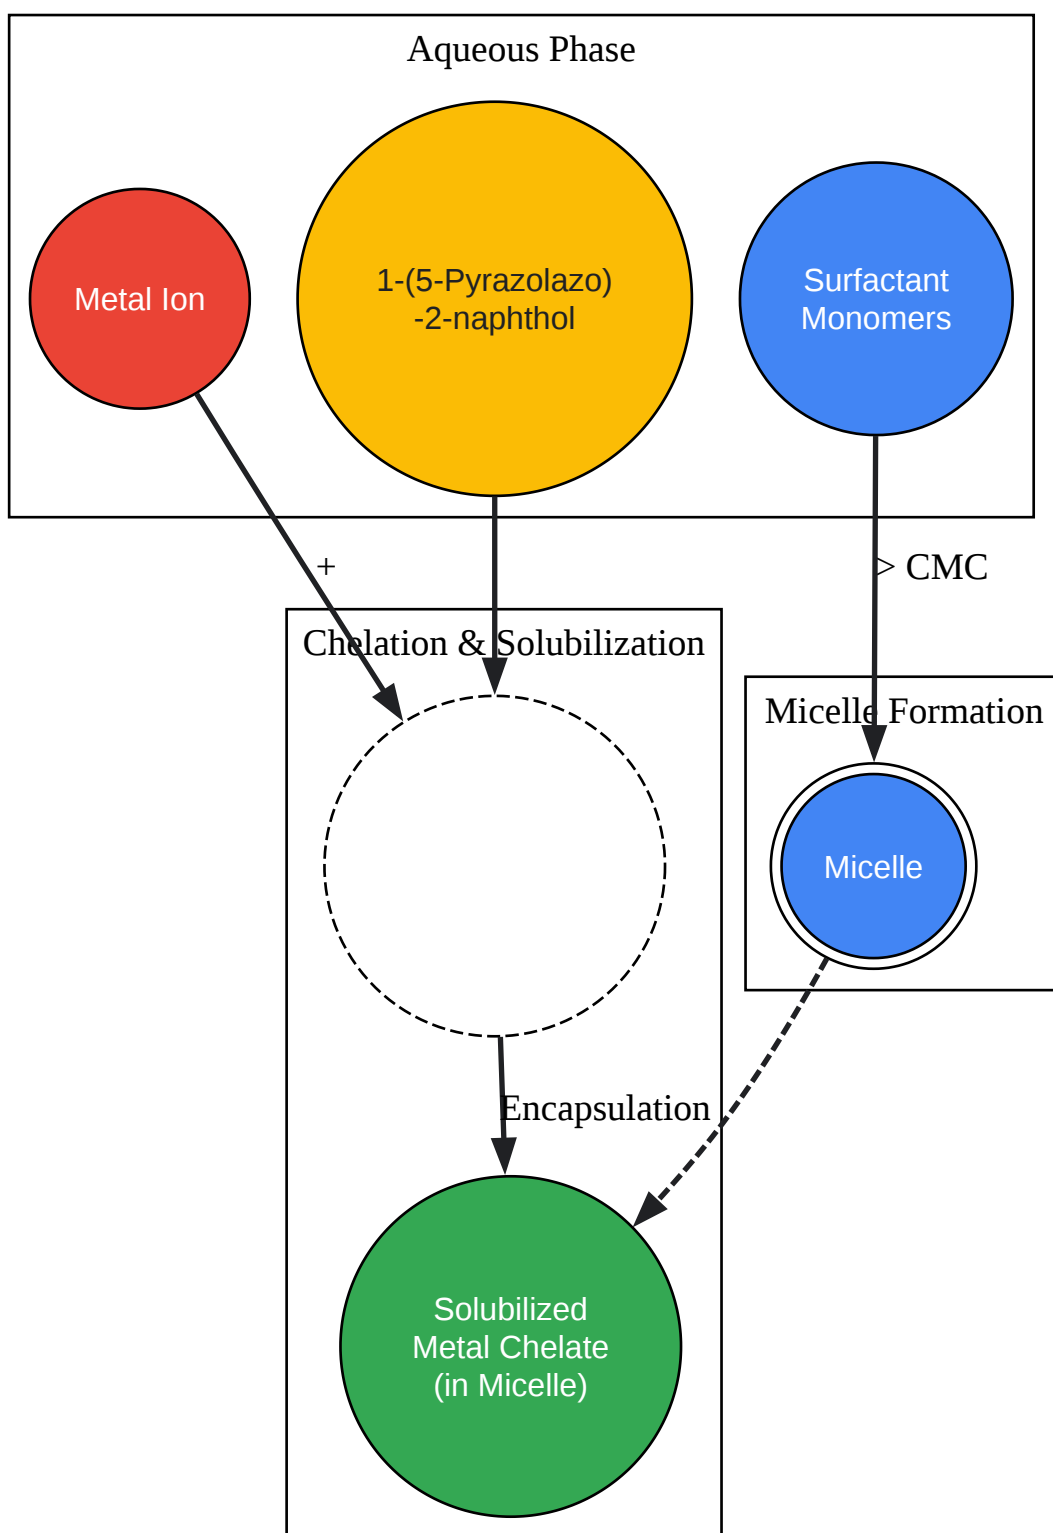 Aqueous Phase
Metal Ion
1-(5-Pyrazolazo)
-2-naphthol
Surfactant
Monomers
+
> CMC
Chelation & Solubilization
Micelle Formation
Micelle
Encapsulation
Solubilized
Metal Chelate
(in Micelle)